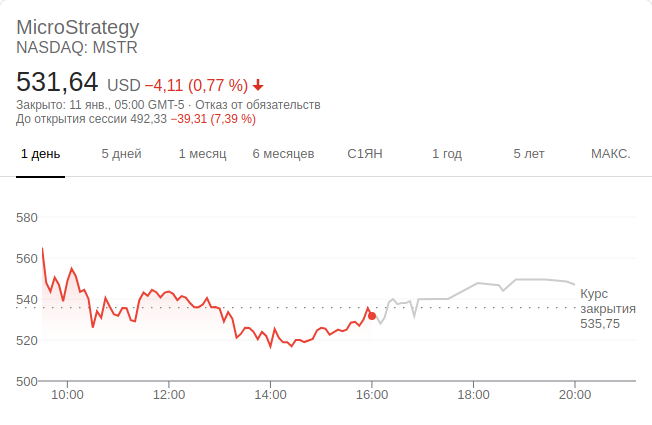 MicroStrategy
NASDAQ: MSTR
531,64 USD −4,11 (0,77 %)
Закрыто: 11 янв., 05:00 GMT-5 · Отказ от обязательств
До открытия сессии 492,33 −39,31 (7,39 %)
1 день 5 дней 1 месяц 6 месяцев С1ЯН 1 год 5 лет МАКС.
580
560
540
520
500
Курс
закрытия
535,75
10:00 12:00 14:00 16:00 18:00 20:00